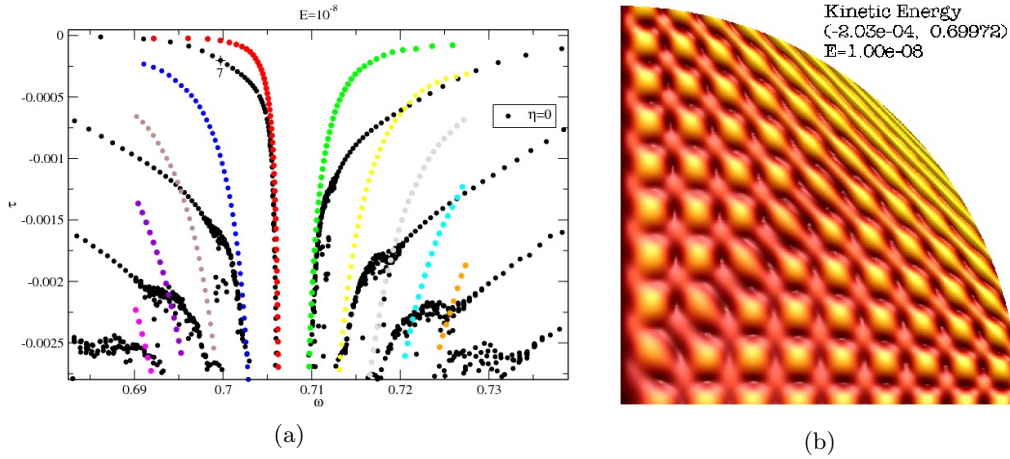 E=10⁻⁸
0
-0.0005
-0.001
-0.0015
-0.002
-0.0025
τ
0.69
0.7
0.71
0.72
0.73
ω
7
η=0
(a)
Kinetic Energy
(-2.03e-04, 0.69972)
E=1.00e-08
(b)